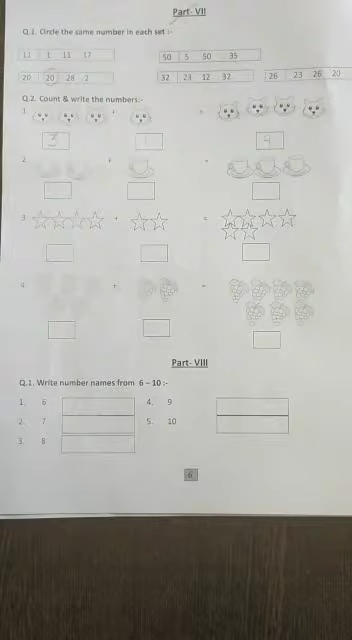 Part- VII
Q.1. Circle the same number in each set :-
11 1 11 17
50 5 50 35
20 20 28 2
32 23 12 32
26 23 26 20
Q.2. Count & write the numbers:-
1. + =
3 1 4
2. + =
3. + =
4. + =
Part- VIII
Q.1. Write number names from 6 – 10 :-
1. 6 4. 9
2. 7 5. 10
3. 8
6